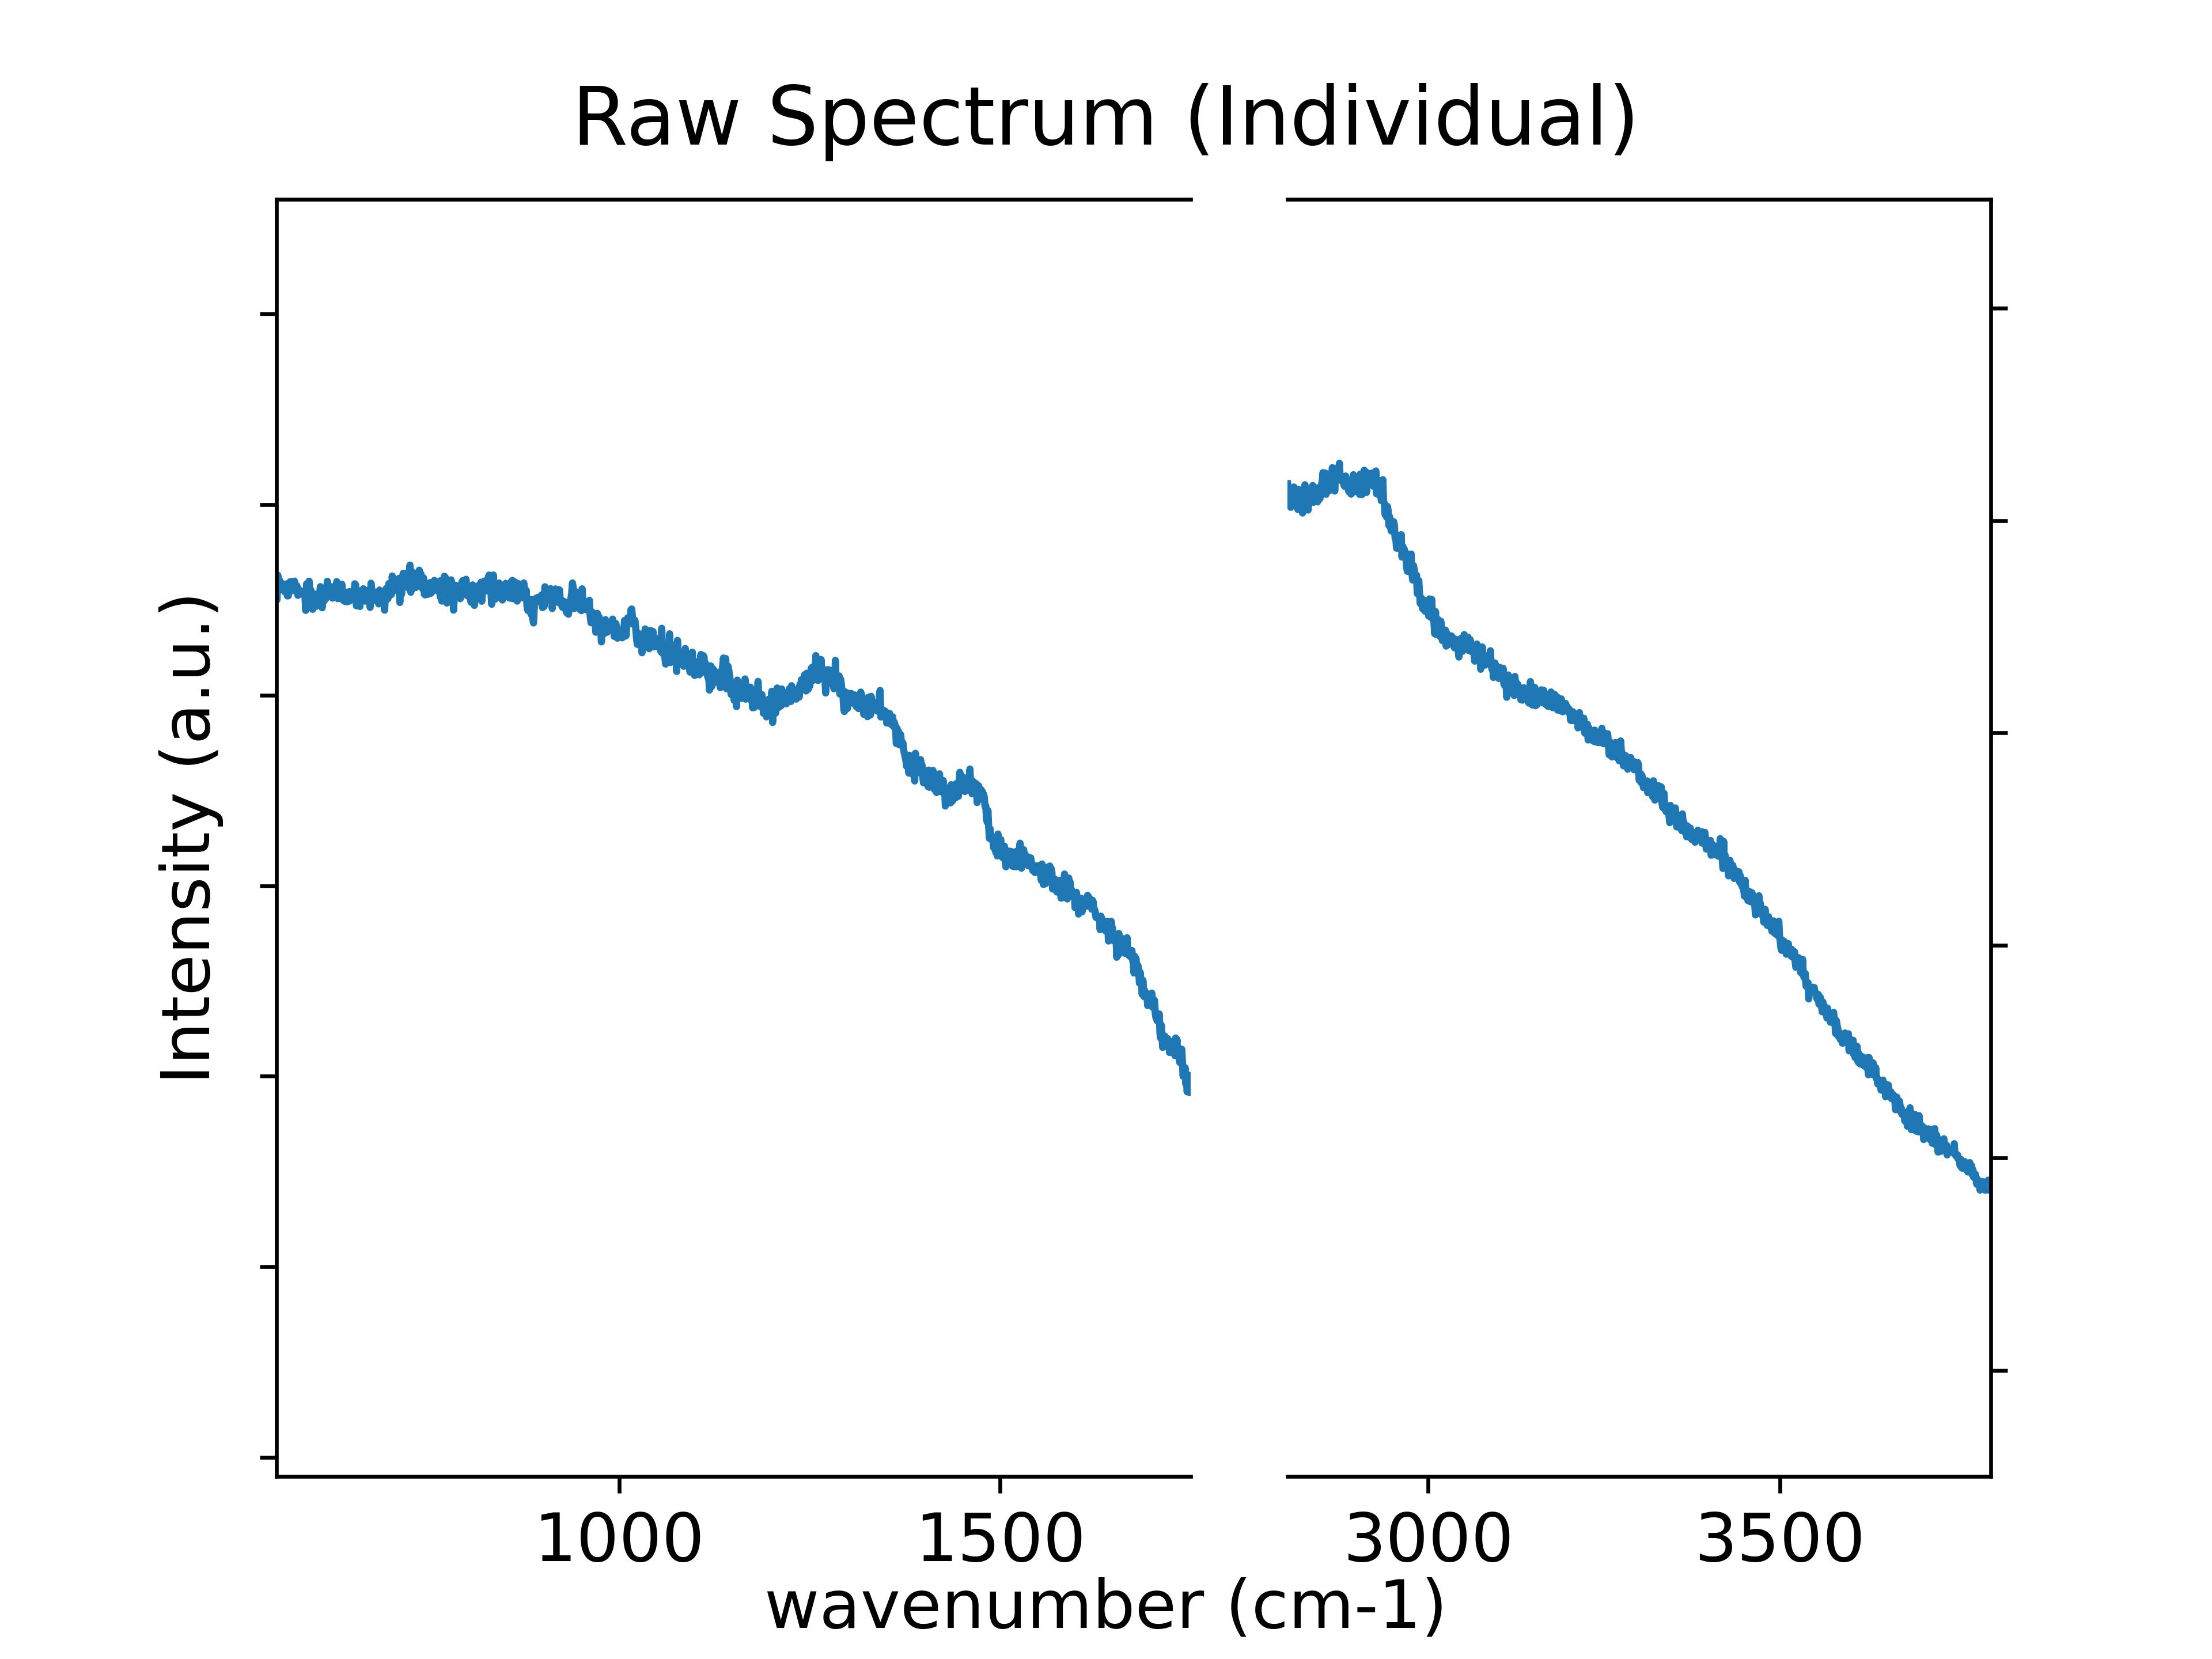 Raw Spectrum (Individual)
Intensity (a.u.)
1000 1500 3000 3500
wavenumber (cm-1)